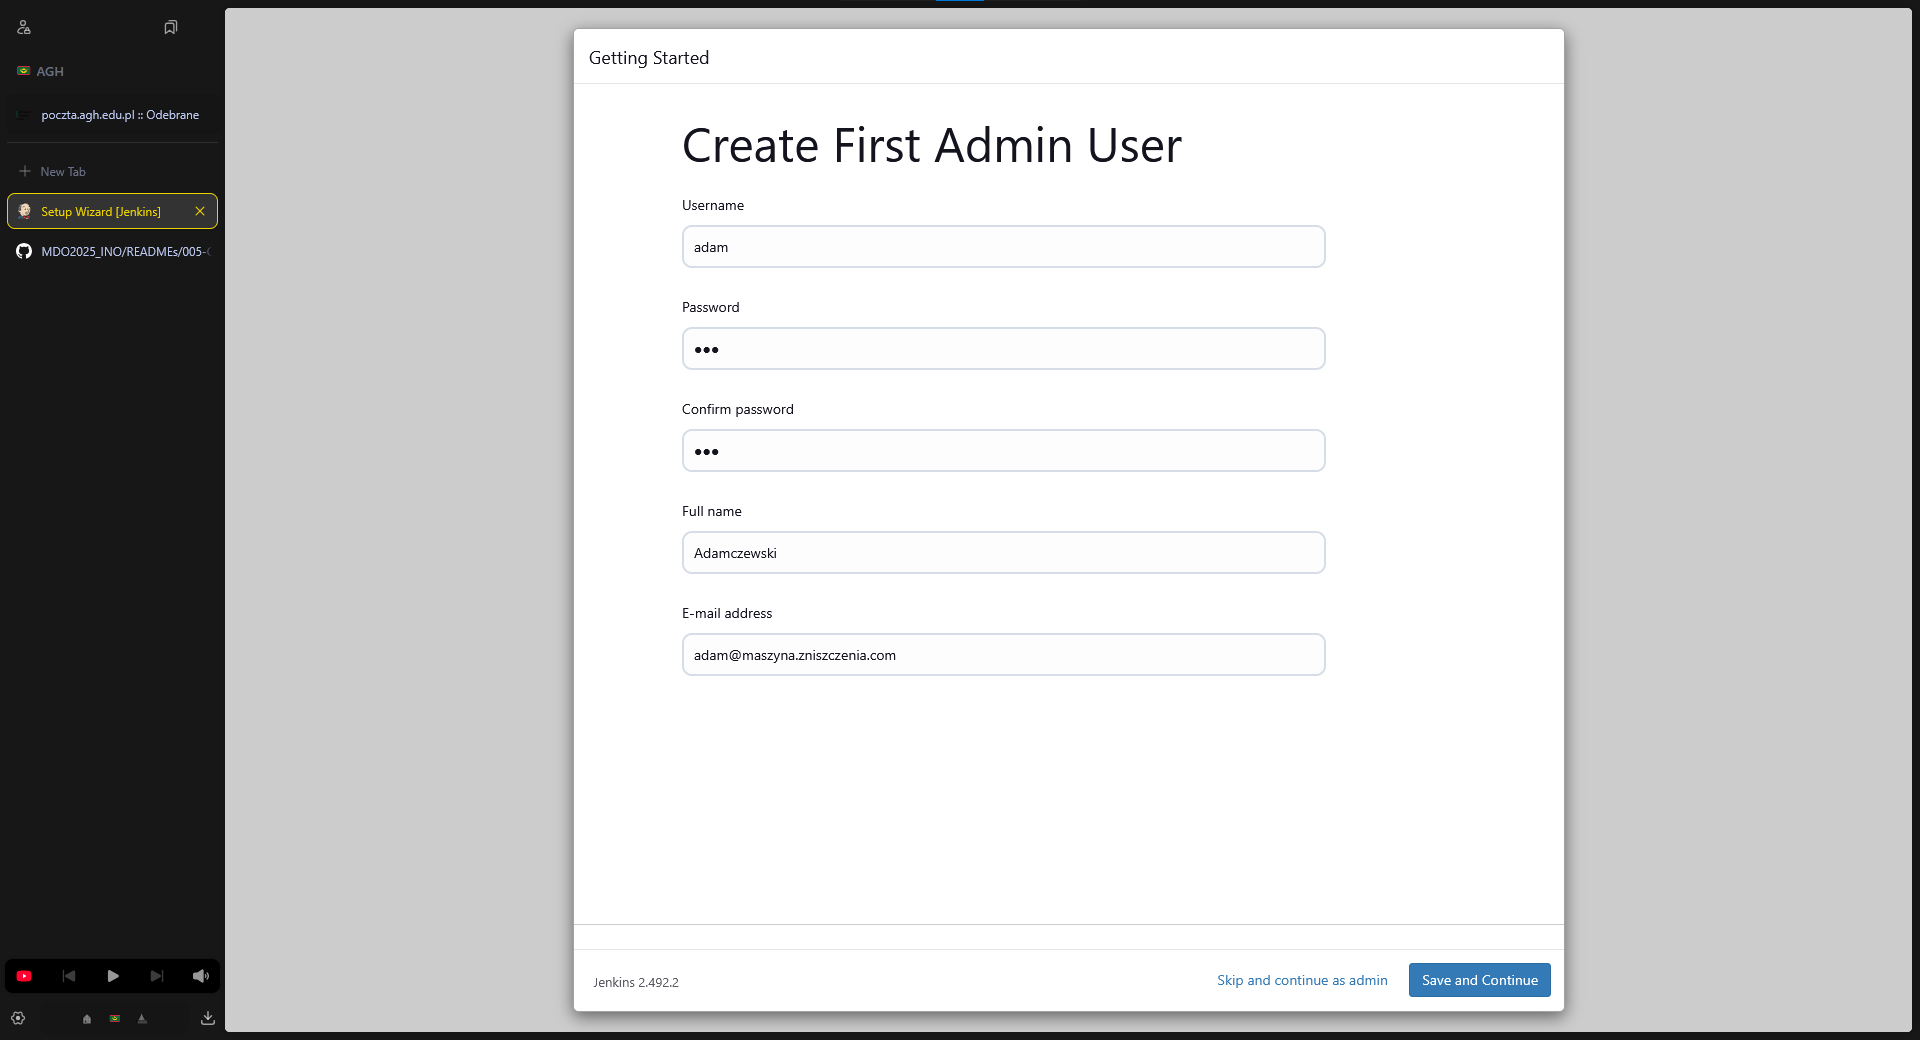 AGH
poczta.agh.edu.pl :: Odebrane
New Tab
Setup Wizard [Jenkins]
MDO2025_INO/READMEs/005-
Getting Started
Create First Admin User
Username
adam
Password
•••
Confirm password
•••
Full name
Adamczewski
E-mail address
adam@maszyna.zniszczenia.com
Jenkins 2.492.2
Skip and continue as admin
Save and Continue